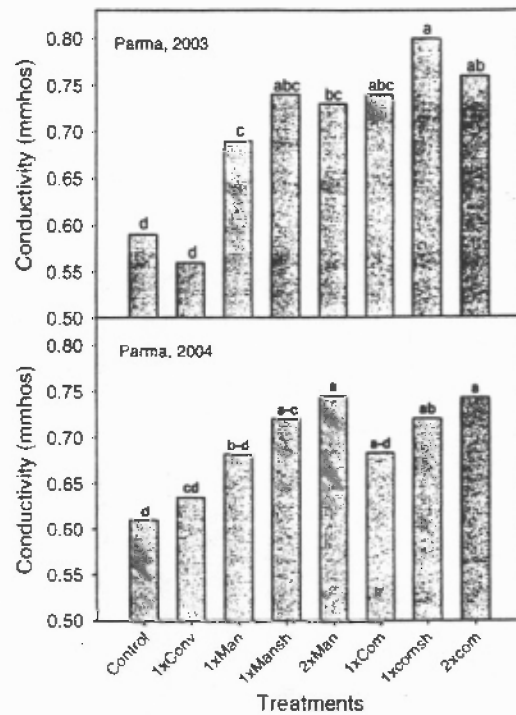 Parma, 2003
Conductivity (mmhos)
0.80
0.75
0.70
0.65
0.60
0.55
0.50
d
d
c
abc
bc
abc
a
ab
Parma, 2004
Conductivity (mmhos)
0.80
0.75
0.70
0.65
0.60
0.55
0.50
d
cd
b-d
a-c
a
a-d
ab
a
Control
1xConv
1xMan
1xMansh
2xMan
1xCom
1xcomsh
2xcom
Treatments